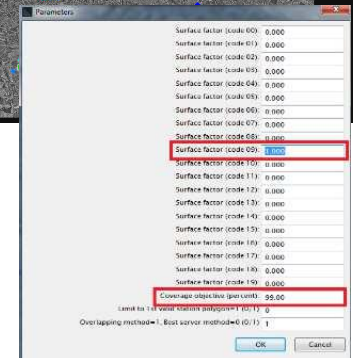 Parameters
Surface factor (code 00): 0.000
Surface factor (code 01): 0.000
Surface factor (code 02): 0.000
Surface factor (code 03): 0.000
Surface factor (code 04): 0.000
Surface factor (code 05): 0.000
Surface factor (code 06): 0.000
Surface factor (code 07): 0.000
Surface factor (code 08): 0.000
Surface factor (code 09): 1.000
Surface factor (code 10): 0.000
Surface factor (code 11): 0.000
Surface factor (code 12): 0.000
Surface factor (code 13): 0.000
Surface factor (code 14): 0.000
Surface factor (code 15): 0.000
Surface factor (code 16): 0.000
Surface factor (code 17): 0.000
Surface factor (code 18): 0.000
Surface factor (code 19): 0.000
Coverage objective (percent): 99.00
Limit to 1st valid station polygon=1 (0/1) 0
Overlapping method=1, Best server method=0 (0/1) 1
OK Cancel